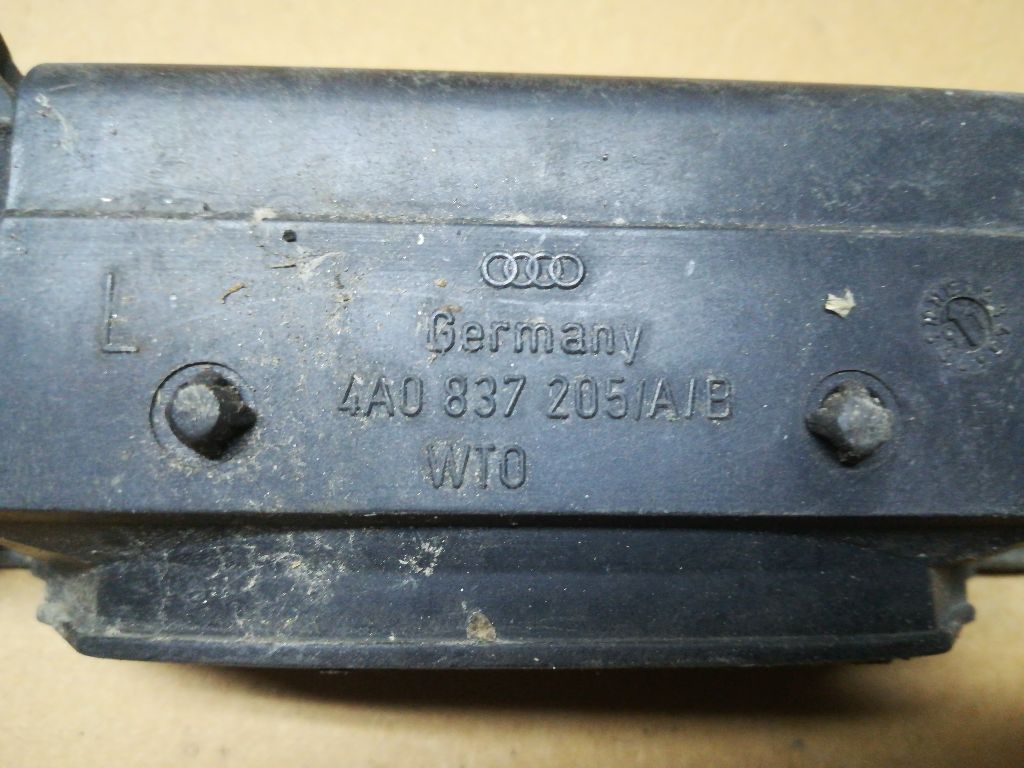 L
Germany
4A0 837 205/A/B
WTO